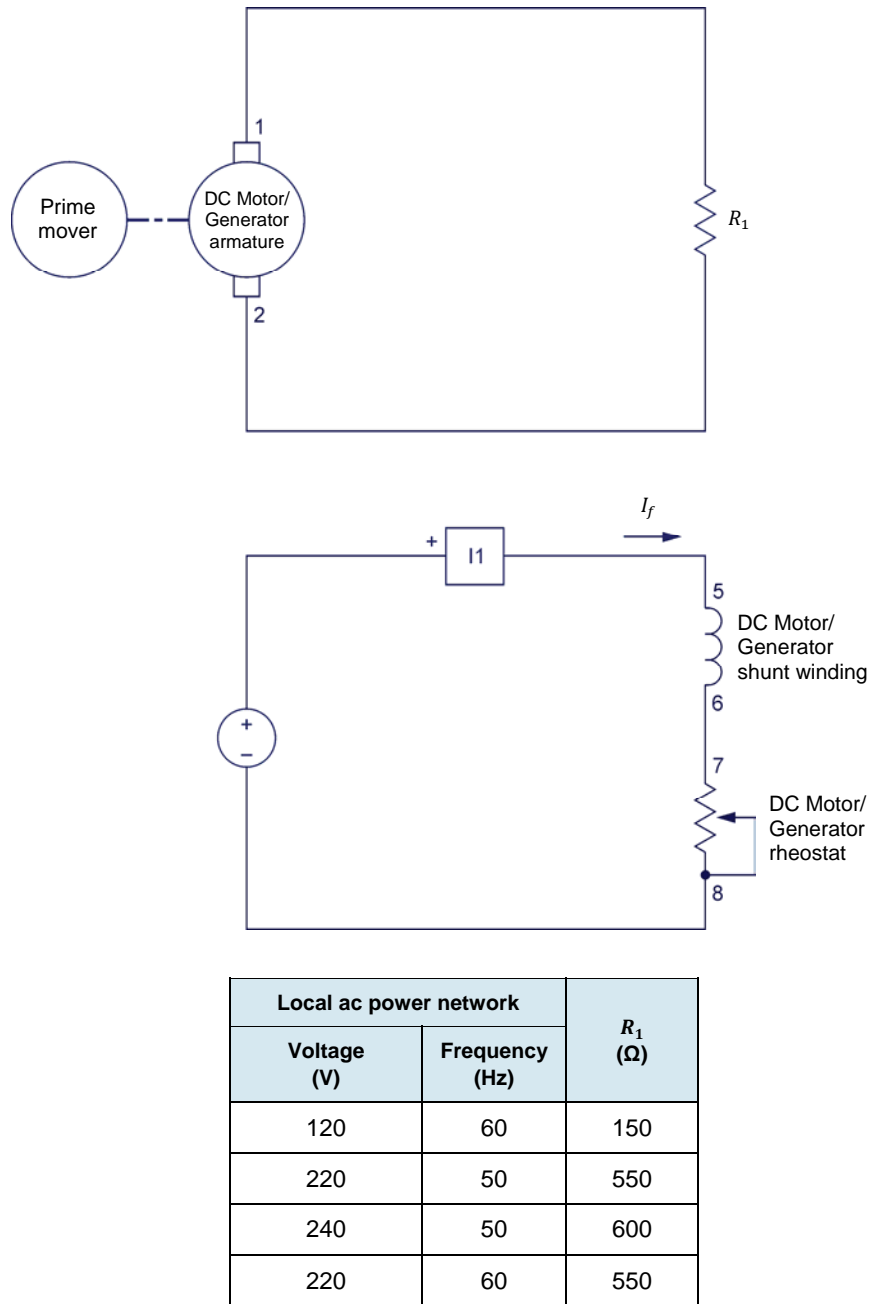 1
Prime
mover
DC Motor/
Generator
armature
R₁
2
I_f
+
I1
5
DC Motor/
Generator
shunt winding
6
+
−
7
DC Motor/
Generator
rheostat
8
Local ac power network
R₁
(Ω)
Voltage
(V)
Frequency
(Hz)
120 60 150
220 50 550
240 50 600
220 60 550